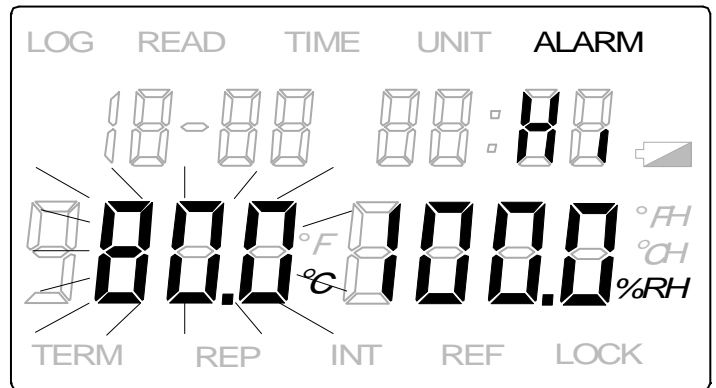 LOG READ TIME UNIT ALARM
18-88 88:Hi
80.0 °F °C 100.0 °FH °CH %RH
TERM REP INT REF LOCK